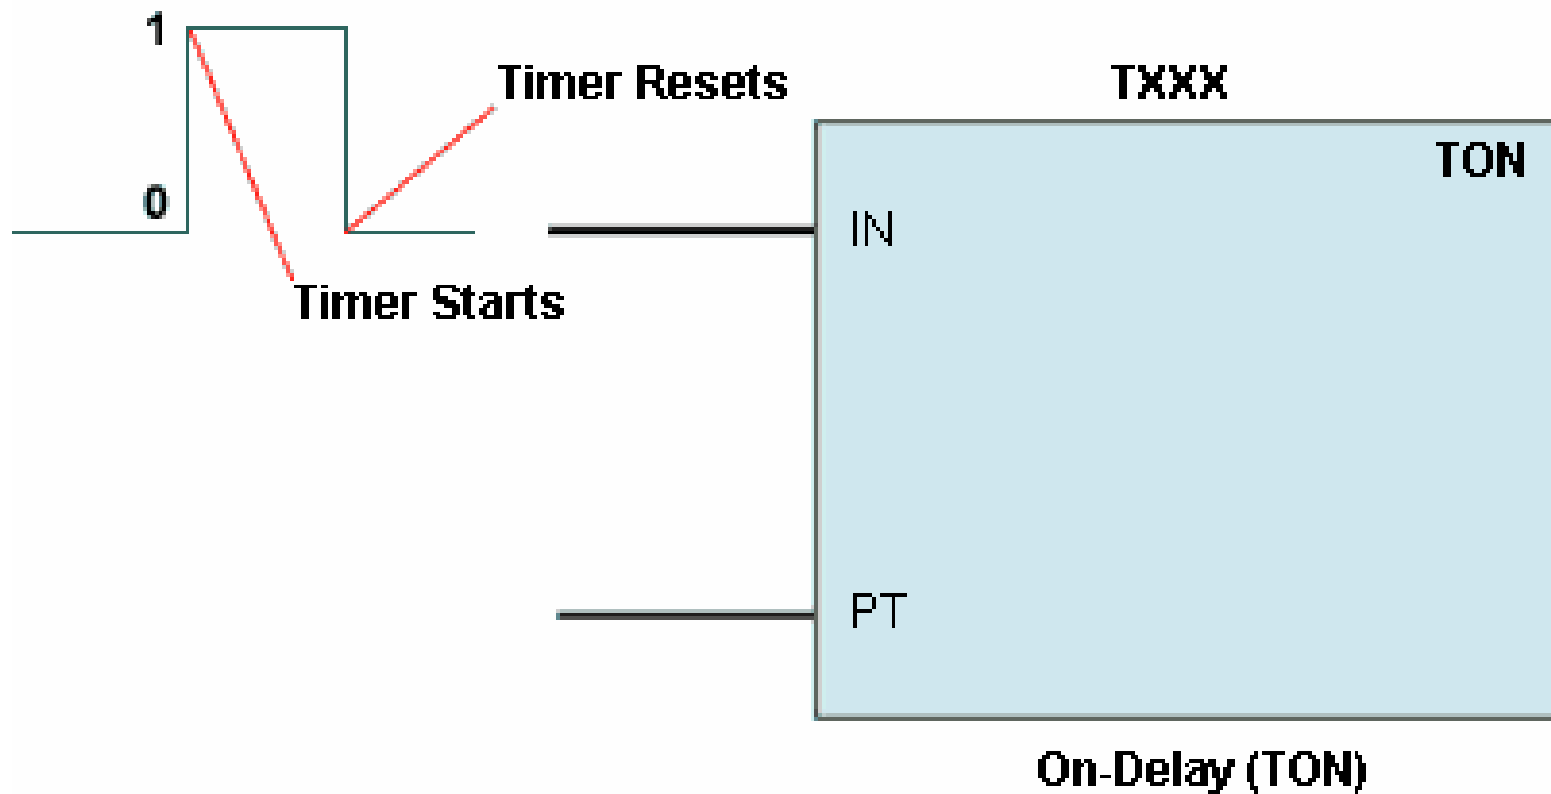 1
Timer Resets
TXXX
TON
0
IN
Timer Starts
PT
On-Delay (TON)